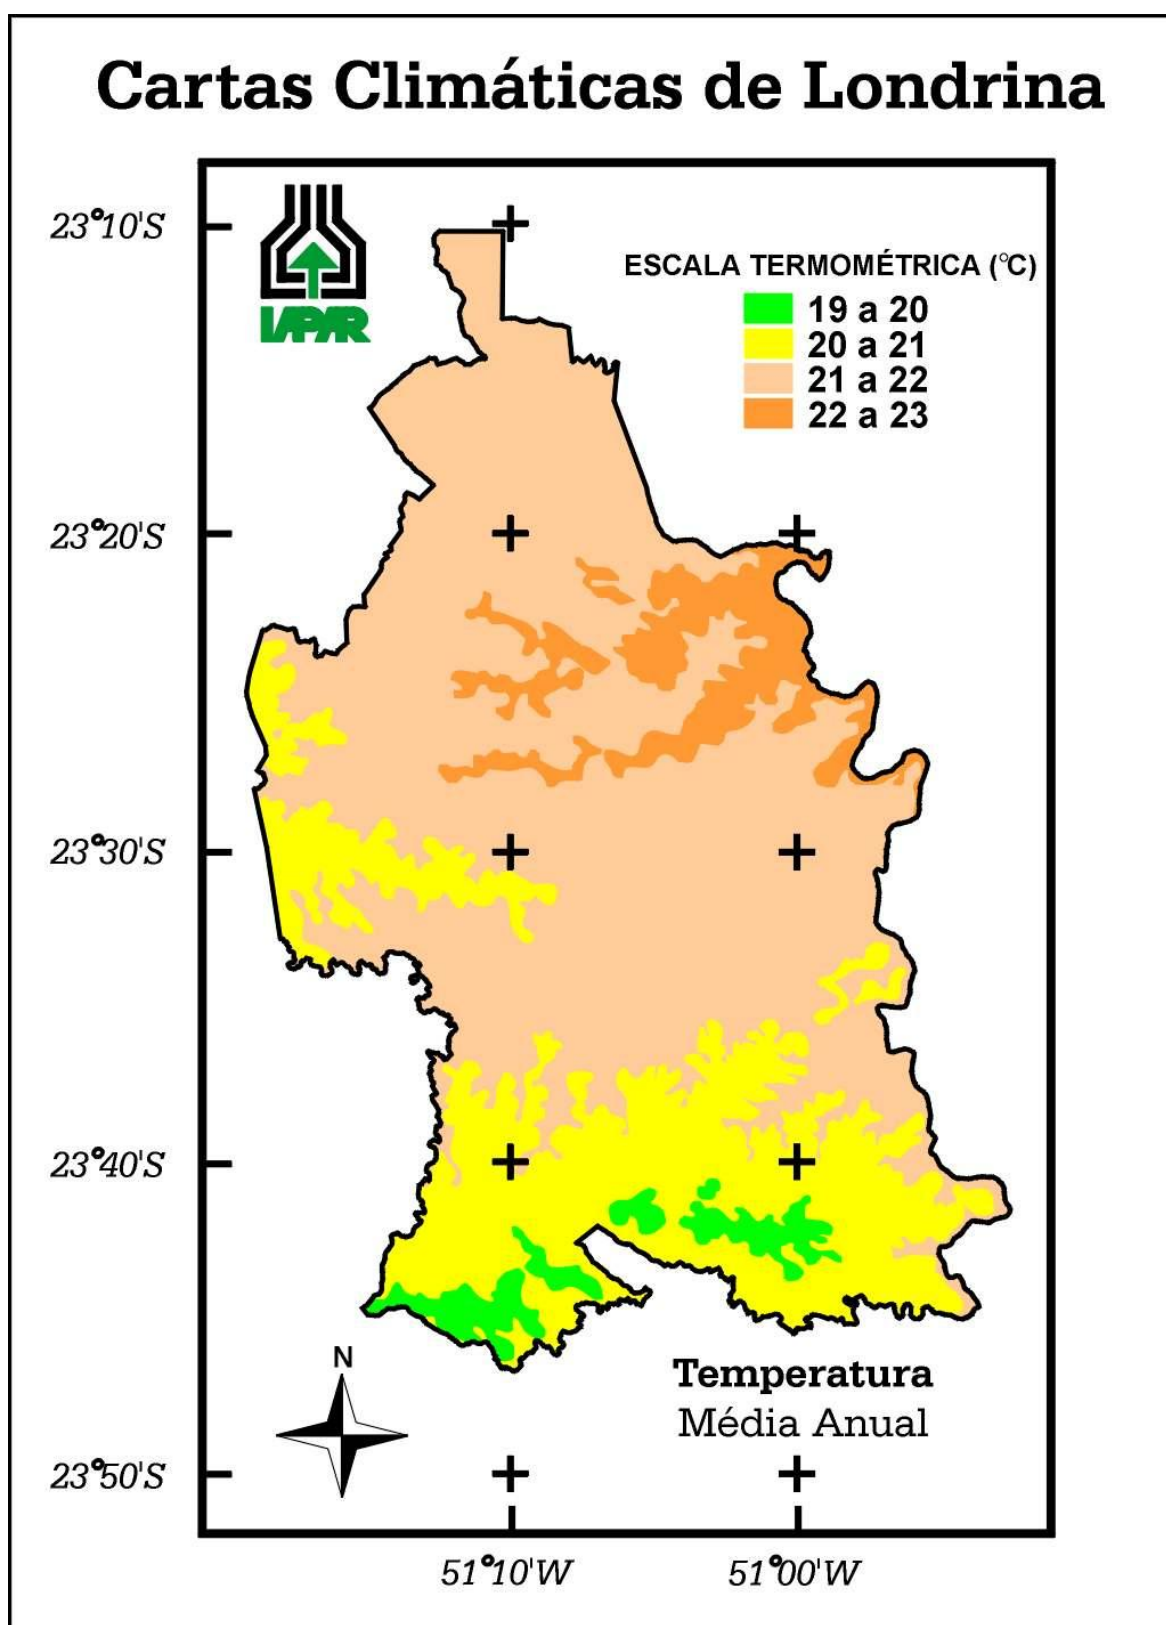 Cartas Climáticas de Londrina
23°10'S
IAPAR
ESCALA TERMOMÉTRICA (°C)
19 a 20
20 a 21
21 a 22
22 a 23
23°20'S
23°30'S
23°40'S
N
Temperatura
Média Anual
23°50'S
51°10'W
51°00'W